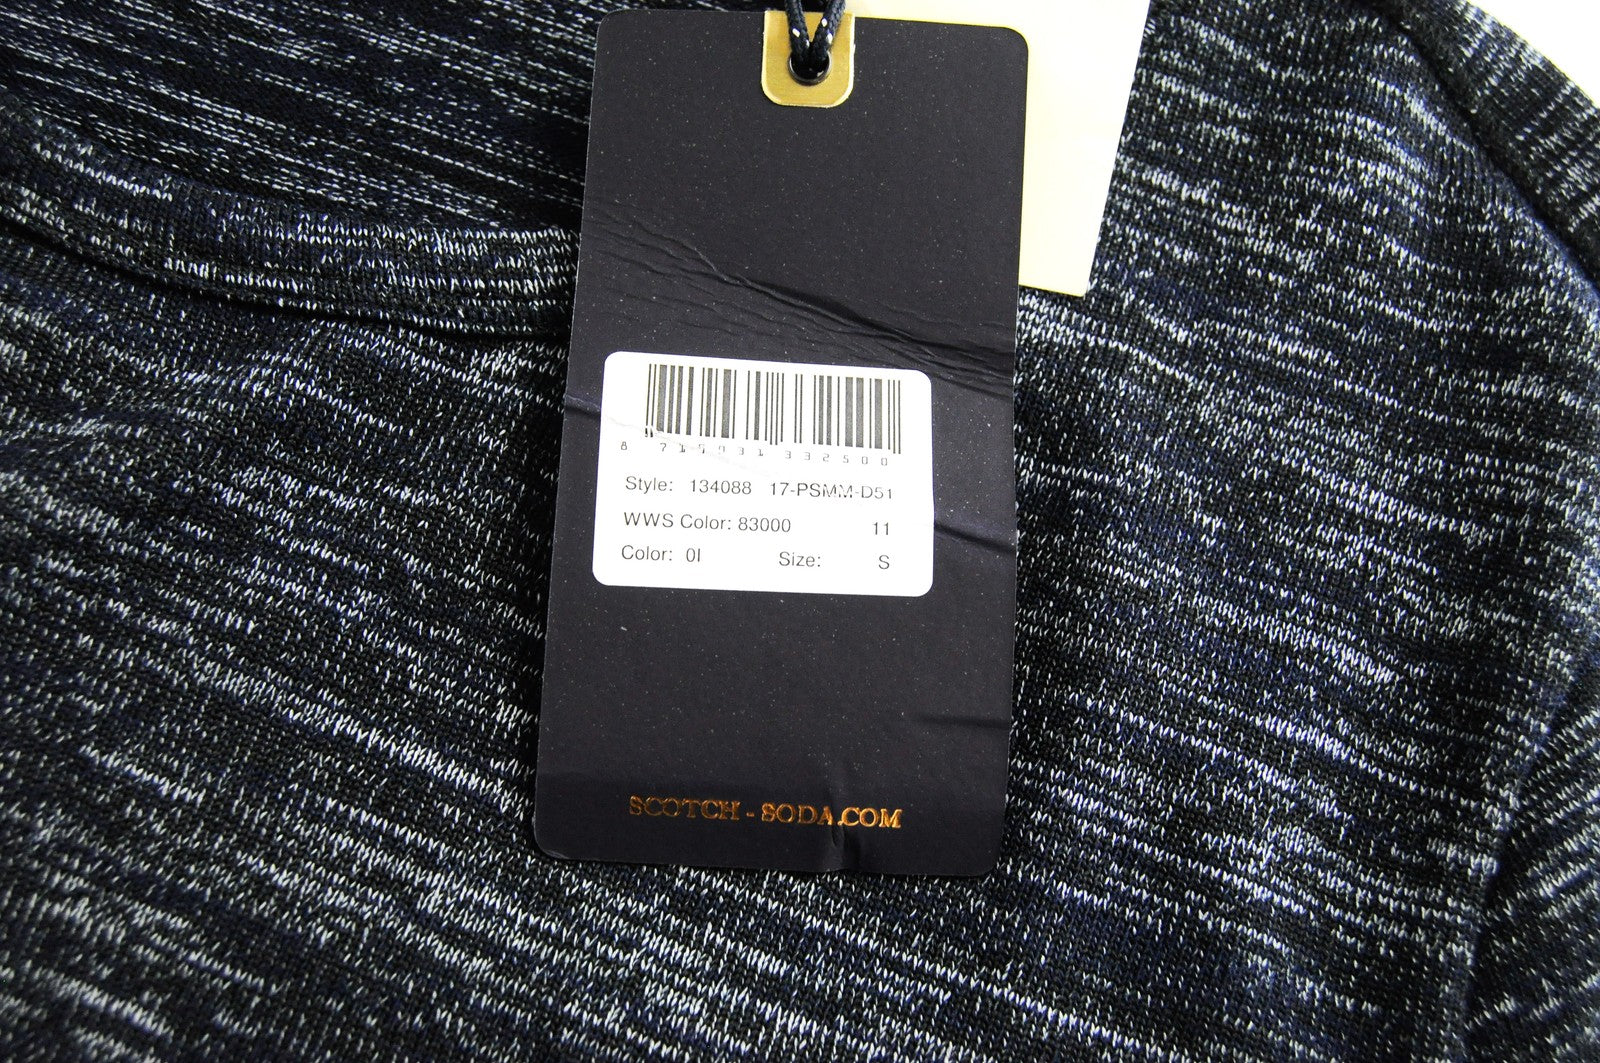 8 715931 332500
Style: 134088 17-PSMM-D51
WWS Color: 83000 11
Color: 0I Size: S
SCOTCH - SODA.COM